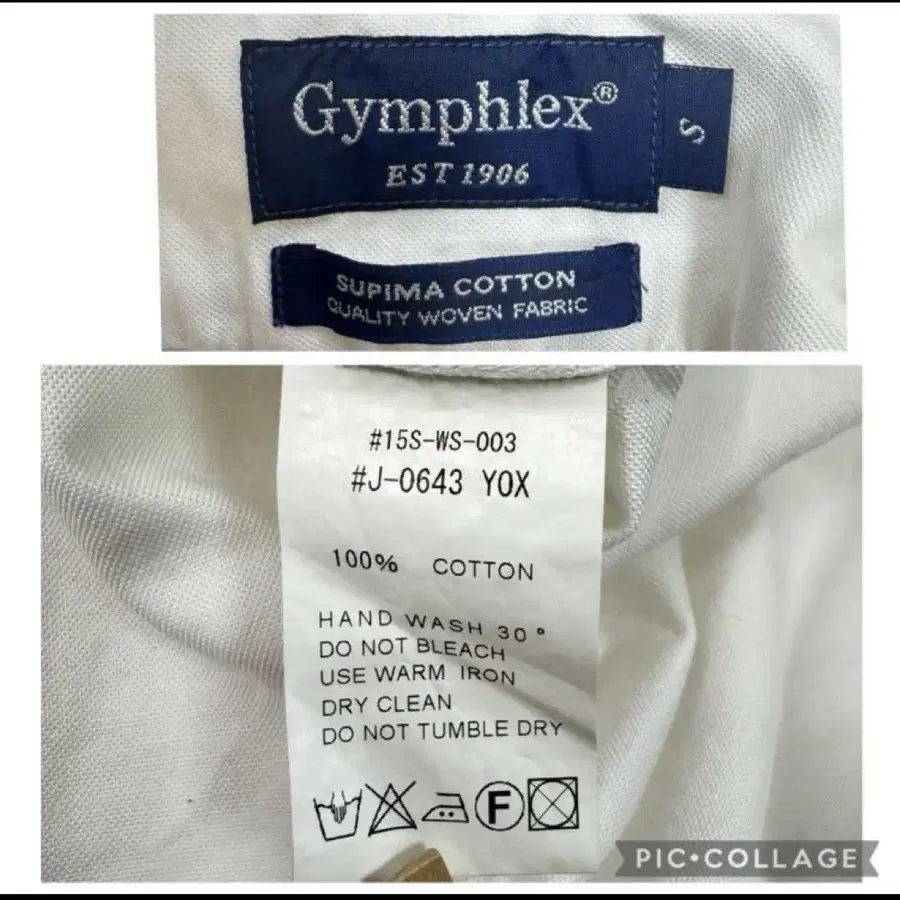 Gymphlex®
S
EST 1906
SUPIMA COTTON
QUALITY WOVEN FABRIC
#15S-WS-003
#J-0643 YOX
100% COTTON
HAND WASH 30°
DO NOT BLEACH
USE WARM IRON
DRY CLEAN
DO NOT TUMBLE DRY
F
PIC•COLLAGE